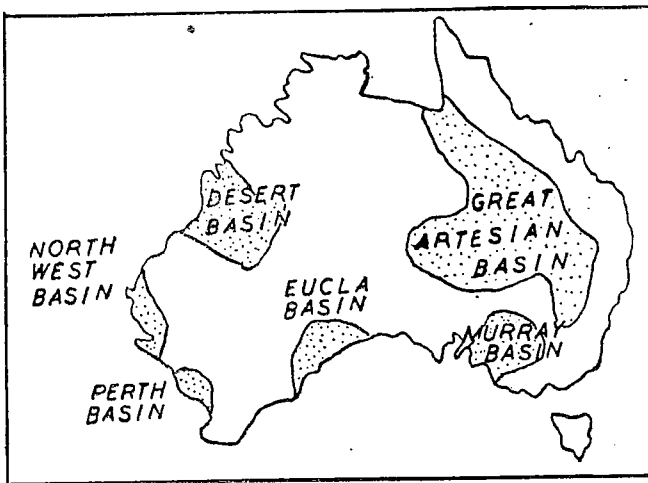 DESERT
BASIN
GREAT
ARTESIAN
BASIN
NORTH
WEST
BASIN
EUCLA
BASIN
MURRAY
BASIN
PERTH
BASIN